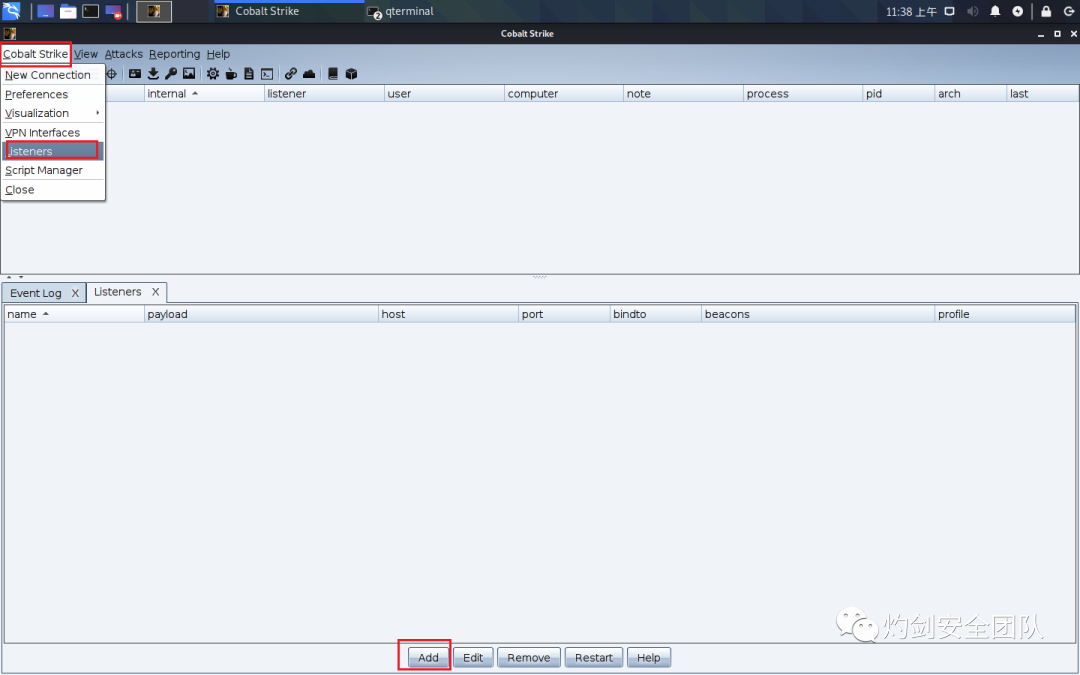 Cobalt Strike qterminal 11:38 上午
Cobalt Strike
Cobalt Strike View Attacks Reporting Help
New Connection
Preferences
Visualization
VPN Interfaces
Listeners
Script Manager
Close
internal listener user computer note process pid arch last
Event Log X Listeners X
name payload host port bindto beacons profile
灼剑安全团队
Add Edit Remove Restart Help